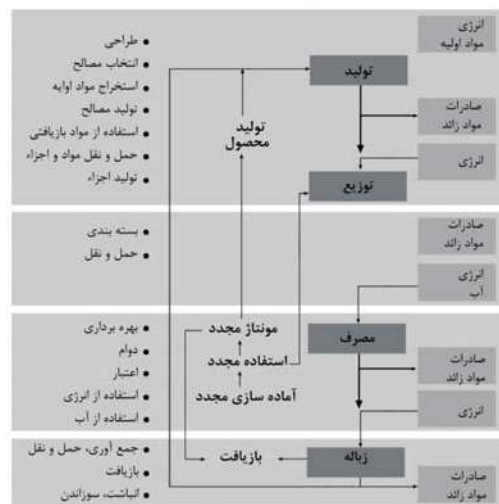 انرژی
مواد اولیه
طراحی
انتخاب مصالح
استخراج مواد اوایه
تولید مصالح
استفاده از مواد بازیافتی
حمل و نقل مواد و اجزاء
تولید اجزاء
تولید
تولید
محصول
توزیع
صادرات
مواد زائد
انرژی
بسته بندی
حمل و نقل
صادرات
مواد زائد
انرژی
آب
بهره برداری
دوام
اعتبار
استفاده از انرژی
استفاده از آب
مونتاژ مجدد
استفاده مجدد
آماده سازی مجدد
مصرف
صادرات
مواد زائد
انرژی
جمع آوری، حمل و نقل
بازیافت
انباشت، سوزاندن
بازیافت
زباله
صادرات
مواد زائد